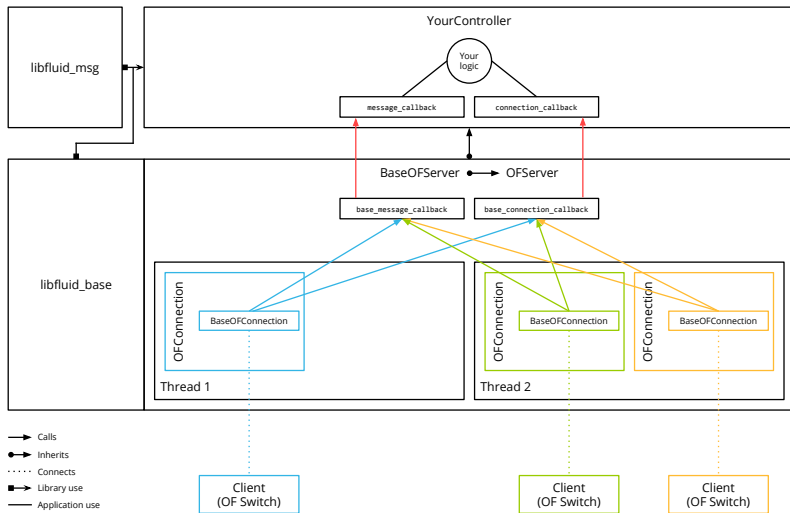 YourController
libfluid_msg
Your
logic
message_callback
connection_callback
BaseOFServer
OFServer
base_message_callback
base_connection_callback
libfluid_base
OFConnection
BaseOFConnection
OFConnection
BaseOFConnection
OFConnection
BaseOFConnection
Thread 1
Thread 2
Calls
Inherits
Connects
Library use
Application use
Client
(OF Switch)
Client
(OF Switch)
Client
(OF Switch)